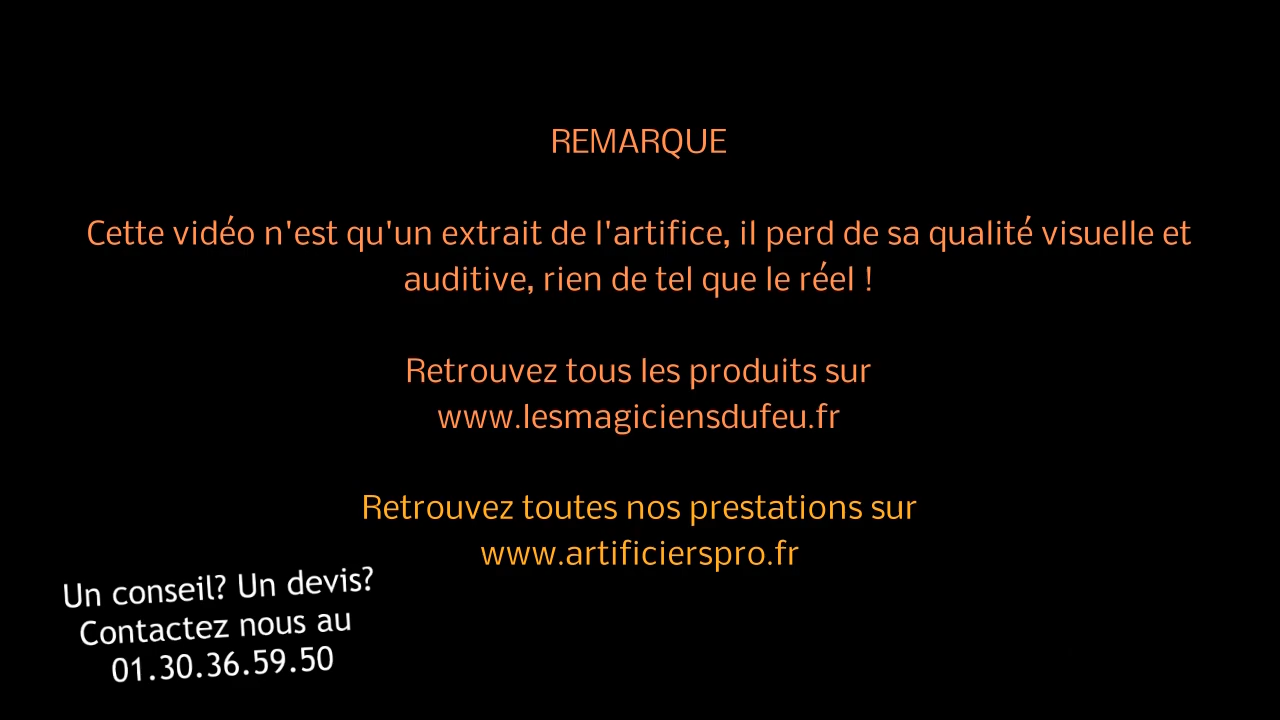 REMARQUE
Cette vidéo n'est qu'un extrait de l'artifice, il perd de sa qualité visuelle et
auditive, rien de tel que le réel !
Retrouvez tous les produits sur
www.lesmagiciensdufeu.fr
Retrouvez toutes nos prestations sur
www.artificierspro.fr
Un conseil? Un devis?
Contactez nous au
01.30.36.59.50